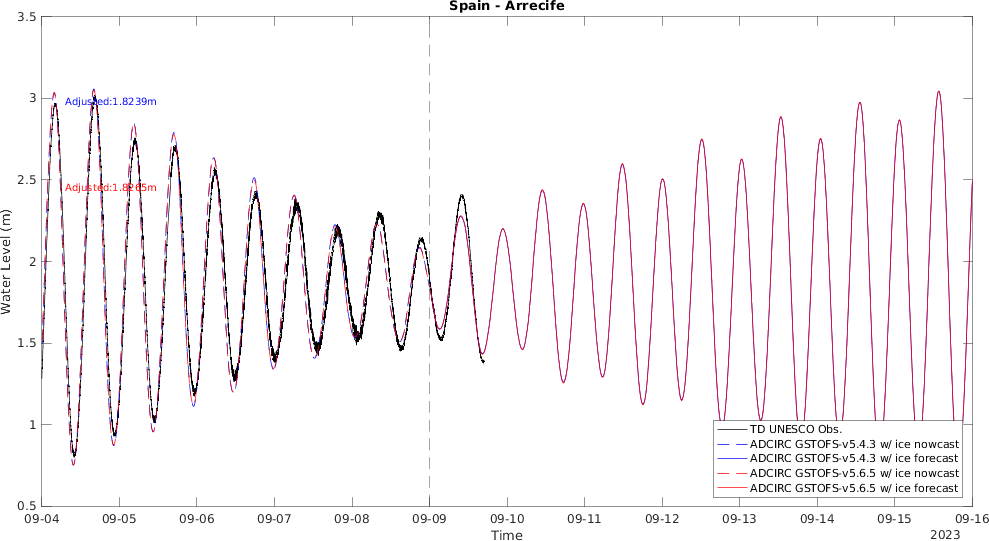 Spain - Arrecife
3.5
3
2.5
2
1.5
1
0.5
Water Level (m)
Adjusted:1.8239m
Adjusted:1.8265m
TD UNESCO Obs.
ADCIRC GSTOFS-v5.4.3 w/ ice nowcast
ADCIRC GSTOFS-v5.4.3 w/ ice forecast
ADCIRC GSTOFS-v5.6.5 w/ ice nowcast
ADCIRC GSTOFS-v5.6.5 w/ ice forecast
09-04 09-05 09-06 09-07 09-08 09-09 09-10 09-11 09-12 09-13 09-14 09-15 09-16
Time
2023